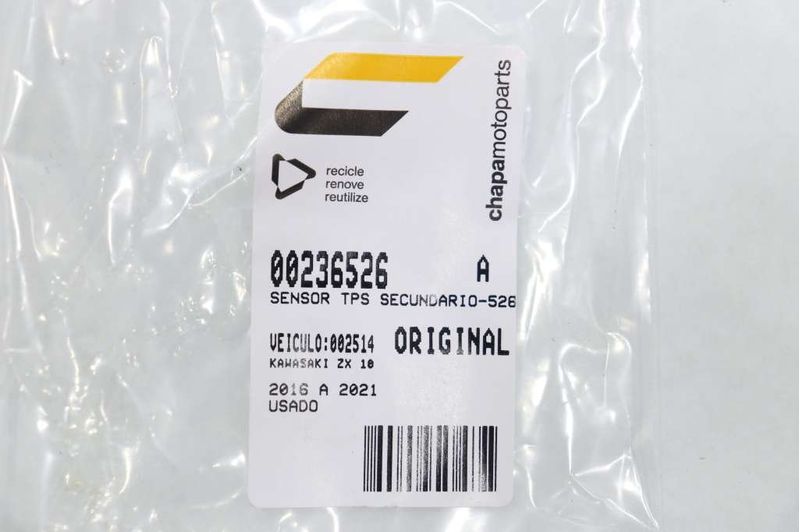 chapamotoparts
recicle
renove
reutilize
00236526 A
SENSOR TPS SECUNDARIO-526
VEICULO:002514 ORIGINAL
KAWASAKI ZX 10
2016 A 2021
USADO